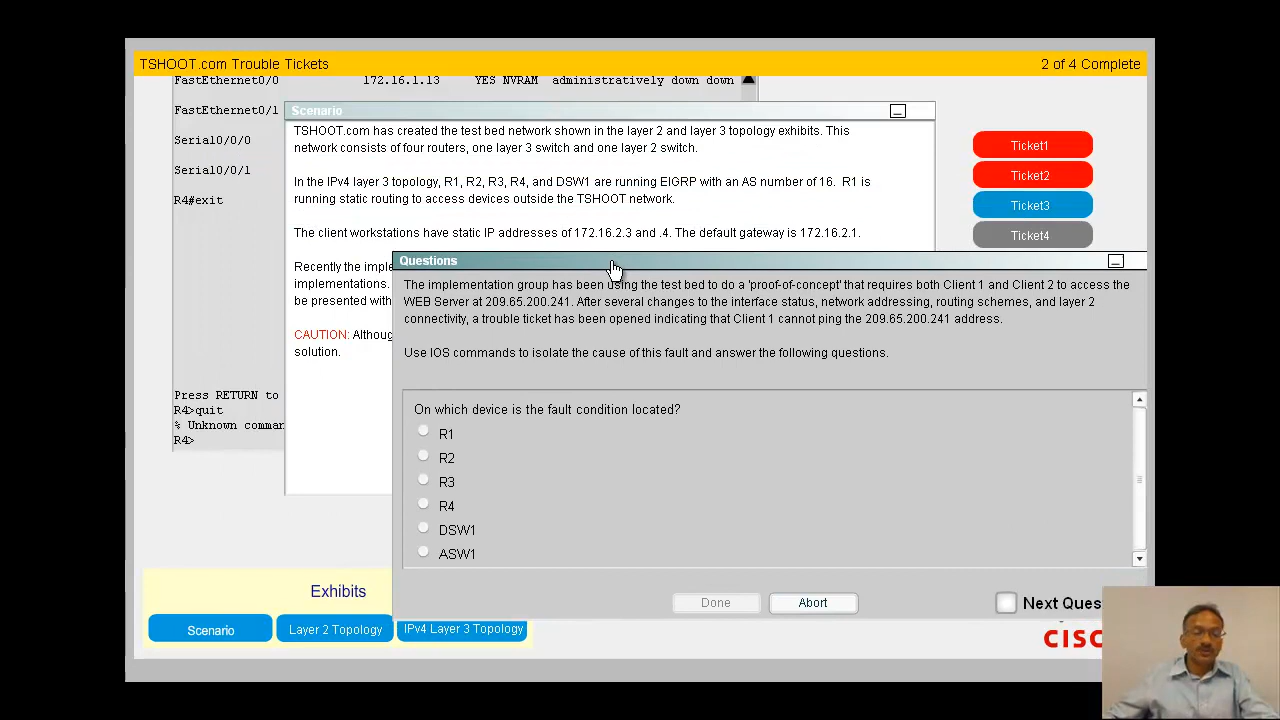 TSHOOT.com Trouble Tickets
2 of 4 Complete
FastEthernet0/0 172.16.1.13 YES NVRAM administratively down down
FastEthernet0/1
Serial0/0/0
Serial0/0/1
R4#exit
Press RETURN to
R4>quit
% Unknown comman
R4>
Scenario
TSHOOT.com has created the test bed network shown in the layer 2 and layer 3 topology exhibits. This
network consists of four routers, one layer 3 switch and one layer 2 switch.
In the IPv4 layer 3 topology, R1, R2, R3, R4, and DSW1 are running EIGRP with an AS number of 16. R1 is
running static routing to access devices outside the TSHOOT network.
The client workstations have static IP addresses of 172.16.2.3 and .4. The default gateway is 172.16.2.1.
Recently the imple
implementations.
be presented with
CAUTION: Althoug
solution.
Ticket1
Ticket2
Ticket3
Ticket4
Questions
The implementation group has been using the test bed to do a 'proof-of-concept' that requires both Client 1 and Client 2 to access the
WEB Server at 209.65.200.241. After several changes to the interface status, network addressing, routing schemes, and layer 2
connectivity, a trouble ticket has been opened indicating that Client 1 cannot ping the 209.65.200.241 address.
Use IOS commands to isolate the cause of this fault and answer the following questions.
On which device is the fault condition located?
R1
R2
R3
R4
DSW1
ASW1
Done
Abort
Next Ques
Exhibits
Scenario
Layer 2 Topology
IPv4 Layer 3 Topology
CISC